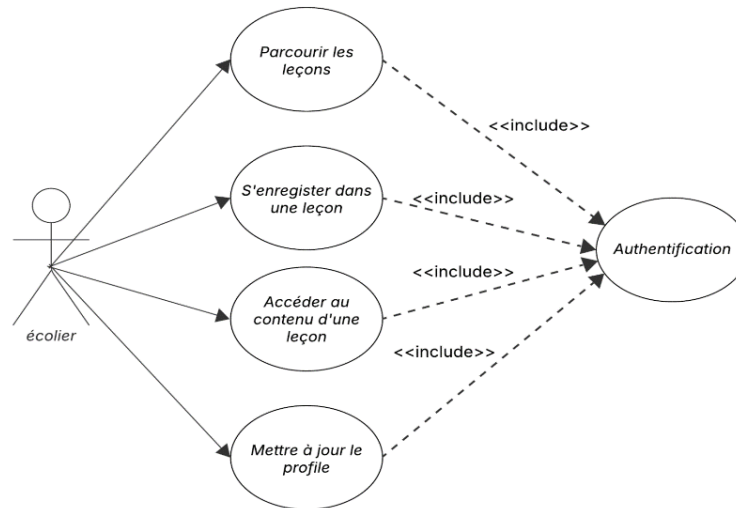 Parcourir les
leçons
<<include>>
S'enregister dans
une leçon
<<include>>
Authentification
<<include>>
Accéder au
contenu d'une
leçon
écolier
<<include>>
Mettre à jour le
profile